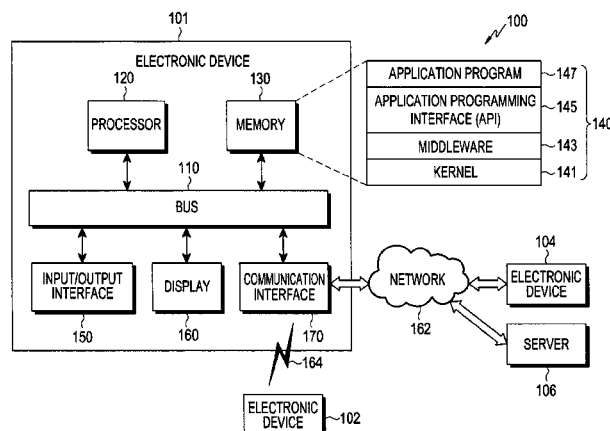 101
100
ELECTRONIC DEVICE
120
130
PROCESSOR
MEMORY
APPLICATION PROGRAM
147
APPLICATION PROGRAMMING
INTERFACE (API)
145
140
MIDDLEWARE
143
KERNEL
141
110
BUS
INPUT/OUTPUT
INTERFACE
DISPLAY
COMMUNICATION
INTERFACE
150
160
170
NETWORK
162
104
ELECTRONIC
DEVICE
SERVER
106
164
ELECTRONIC
DEVICE
102